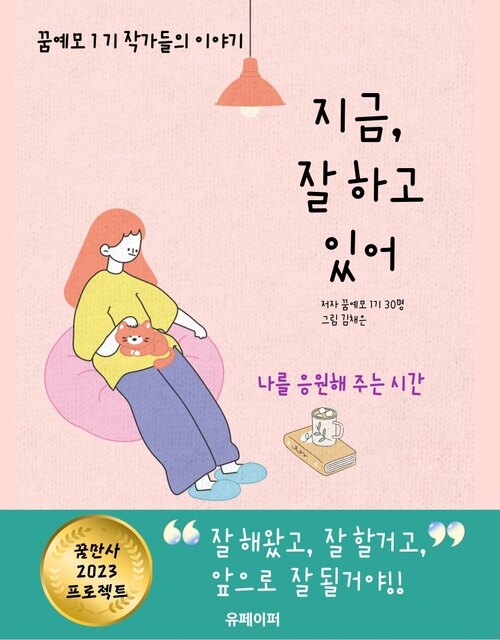 꿈예모 1기 작가들의 이야기
지금,
잘 하고
있어
저자 꿈예모 1기 30명
그림 김채은
나를 응원해 주는 시간
꿈만사
2023
프로젝트
“ 잘 해왔고, 잘 할거고, ”
앞으로 잘 될거야!!
유페이퍼